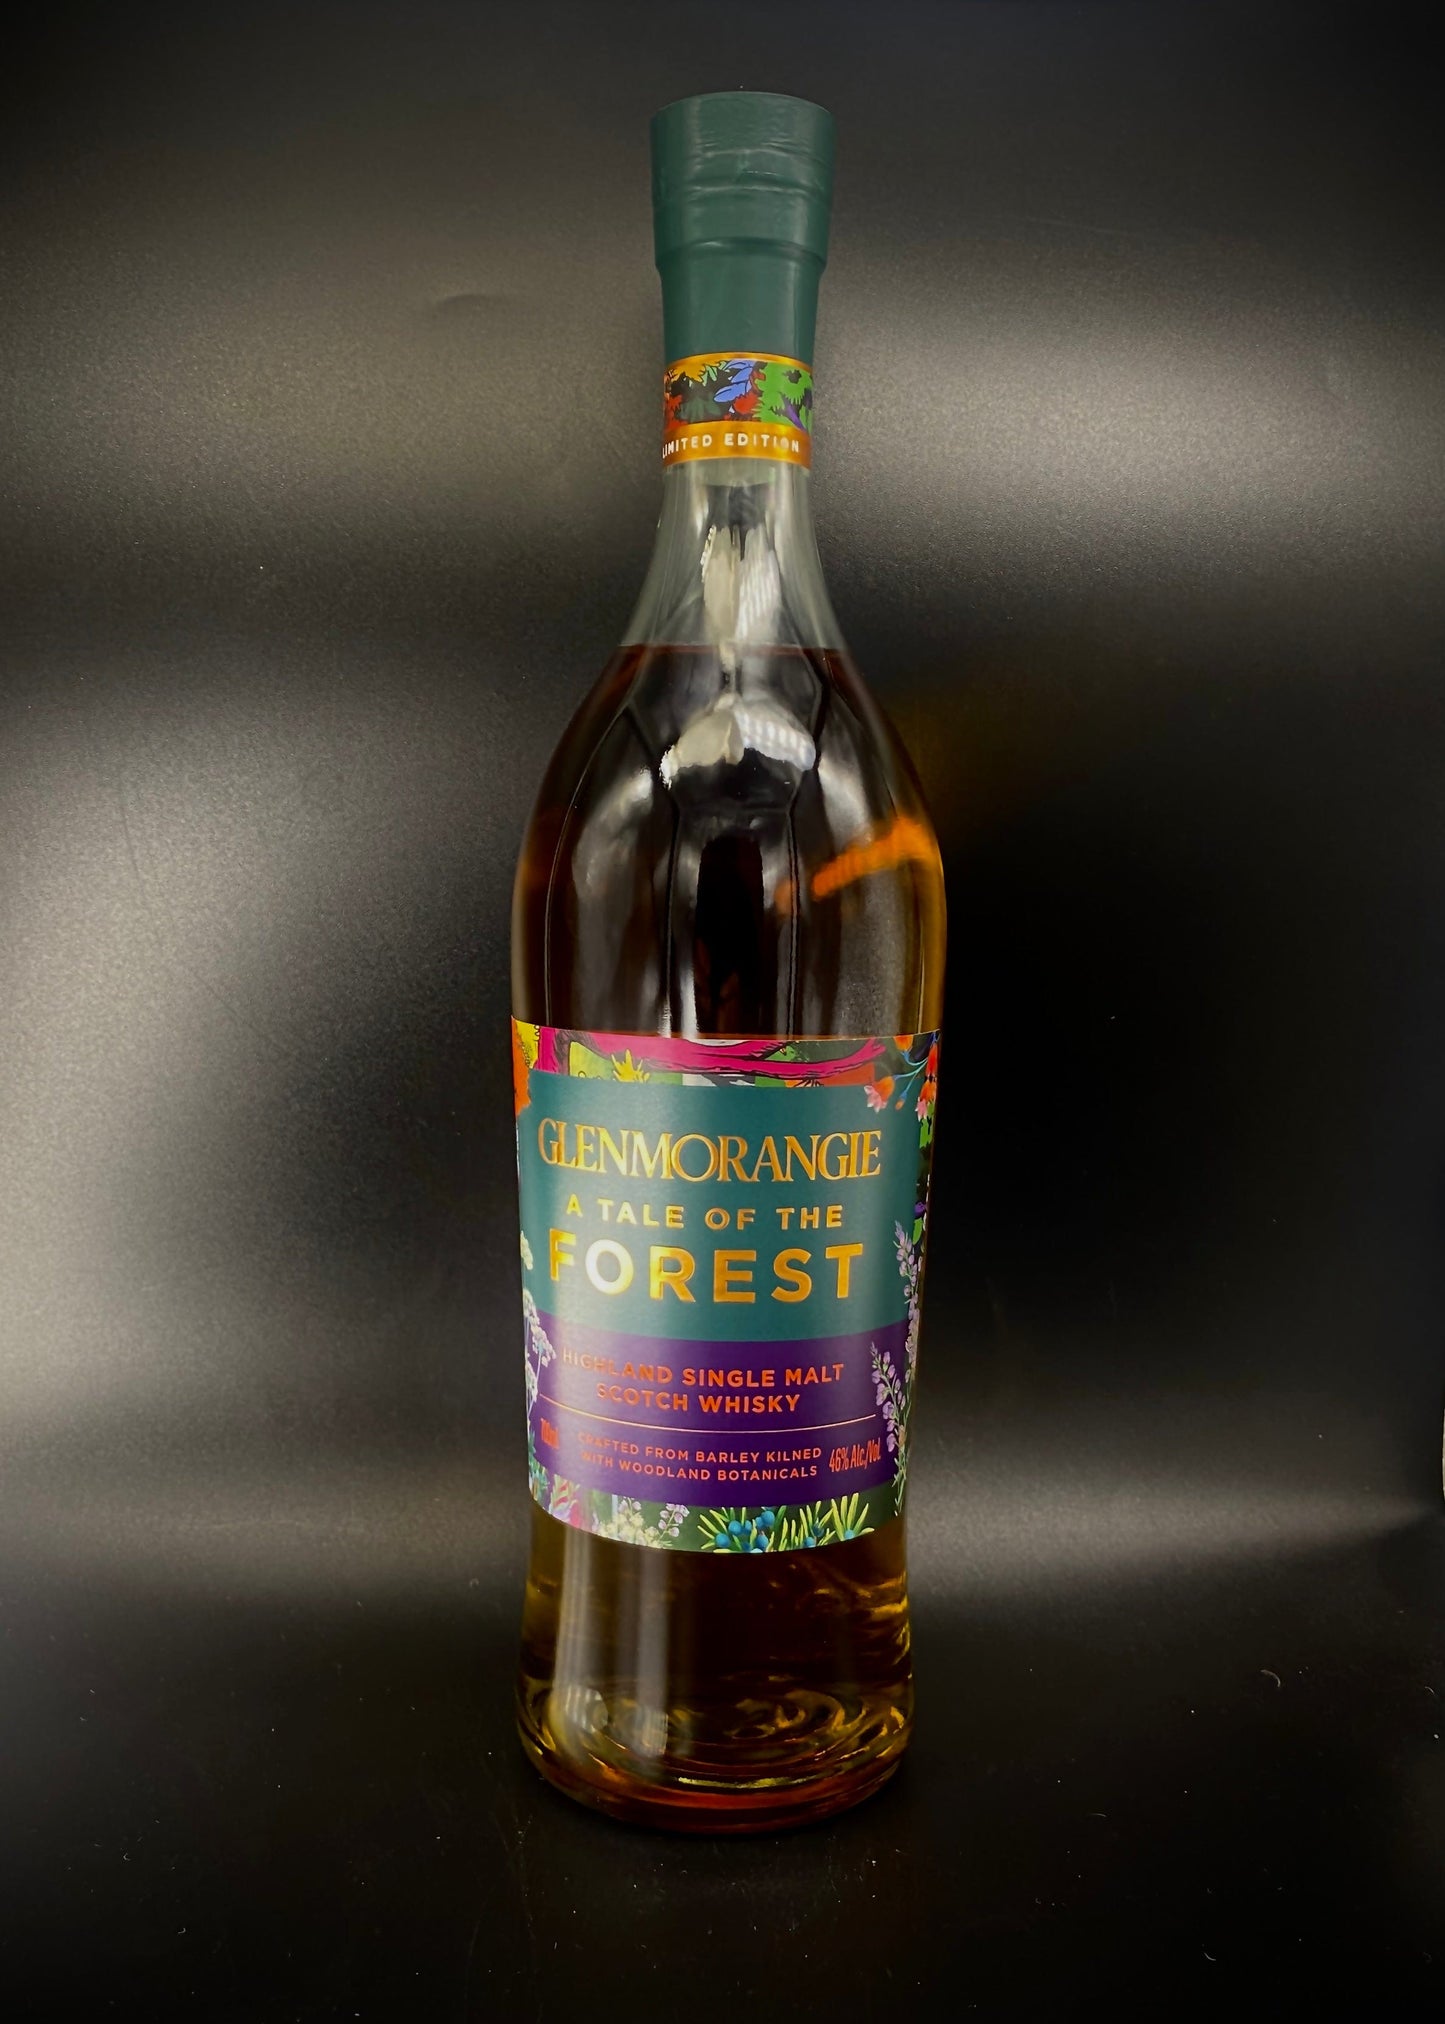 LIMITED EDITION
GLENMORANGIE
A TALE OF THE
FOREST
HIGHLAND SINGLE MALT
SCOTCH WHISKY
CRAFTED FROM BARLEY KILNED
WITH WOODLAND BOTANICALS
46% Alc./Vol.